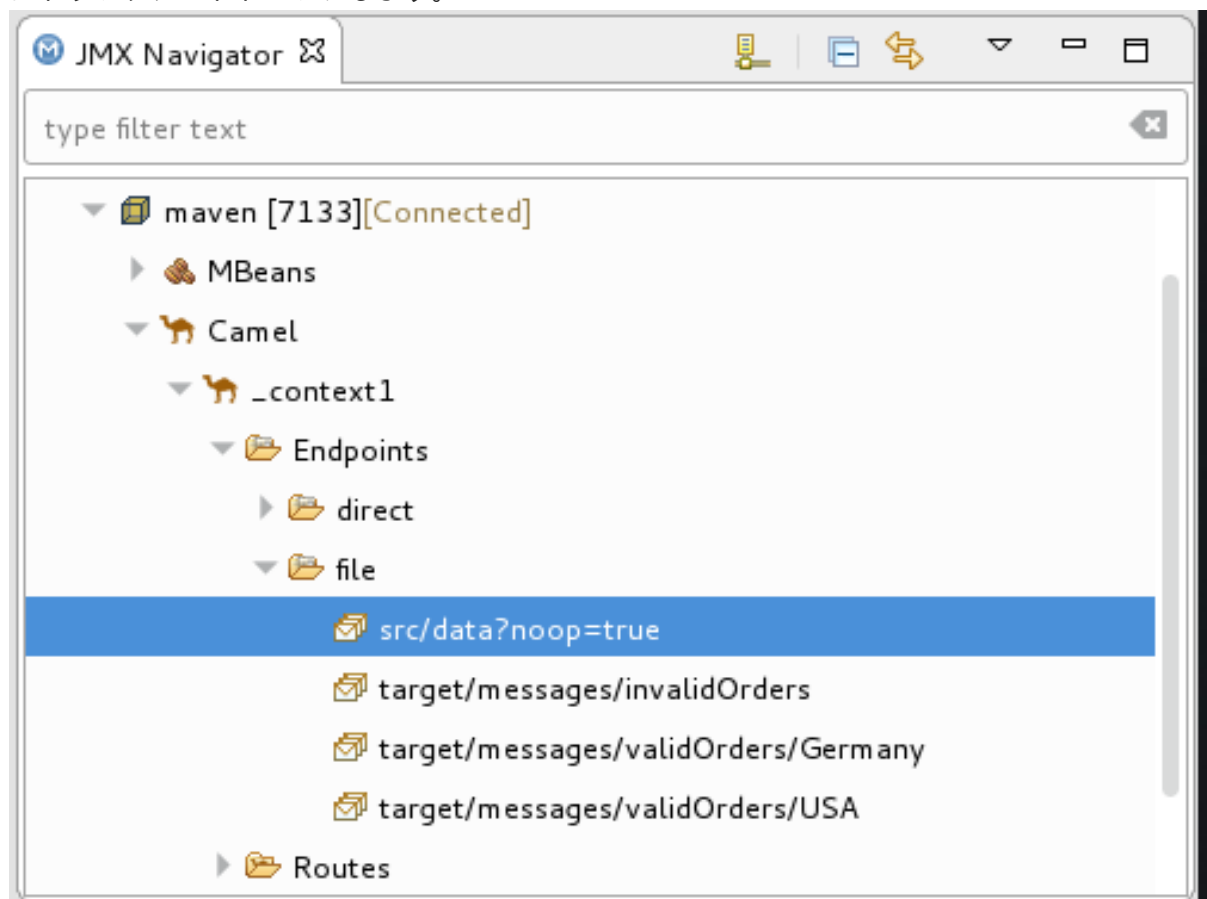 JMX Navigator
type filter text
maven [7133][Connected]
MBeans
Camel
_context1
Endpoints
direct
file
src/data?noop=true
target/messages/invalidOrders
target/messages/validOrders/Germany
target/messages/validOrders/USA
Routes